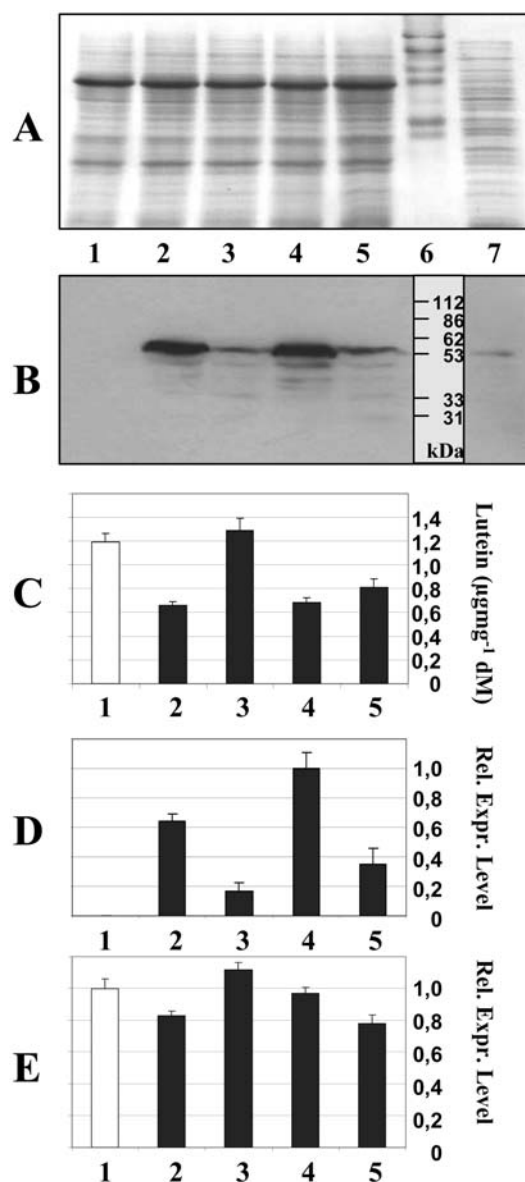 A
1 2 3 4 5 6 7
B
112
86
62
53
33
31
kDa
C
1,4
1,2
1,0
0,8
0,6
0,4
0,2
0
Lutein (µgmg-1 dM)
1 2 3 4 5
D
1,0
0,8
0,6
0,4
0,2
0
Rel. Expr. Level
1 2 3 4 5
E
1,0
0,8
0,6
0,4
0,2
0
Rel. Expr. Level
1 2 3 4 5